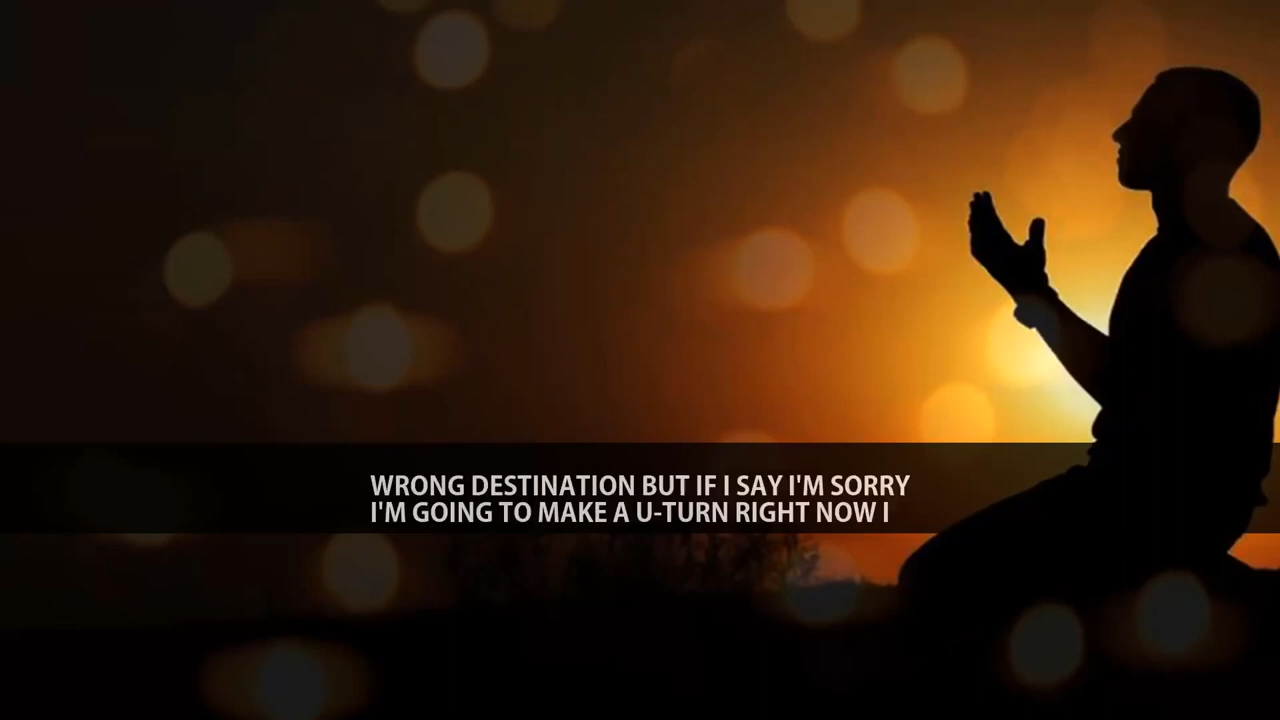 WRONG DESTINATION BUT IF I SAY I'M SORRY
I'M GOING TO MAKE A U-TURN RIGHT NOW I